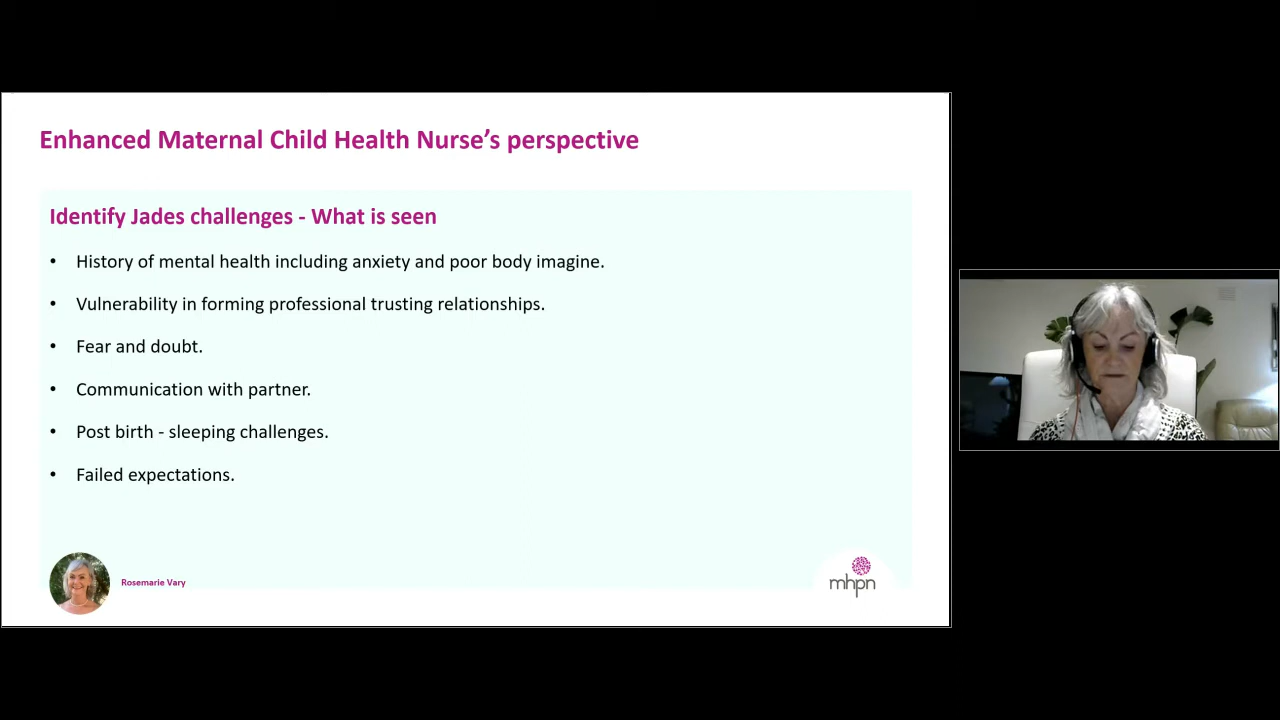 Enhanced Maternal Child Health Nurse’s perspective
Identify Jades challenges - What is seen
• History of mental health including anxiety and poor body imagine.
• Vulnerability in forming professional trusting relationships.
• Fear and doubt.
• Communication with partner.
• Post birth - sleeping challenges.
• Failed expectations.
Rosemarie Vary
mhpn